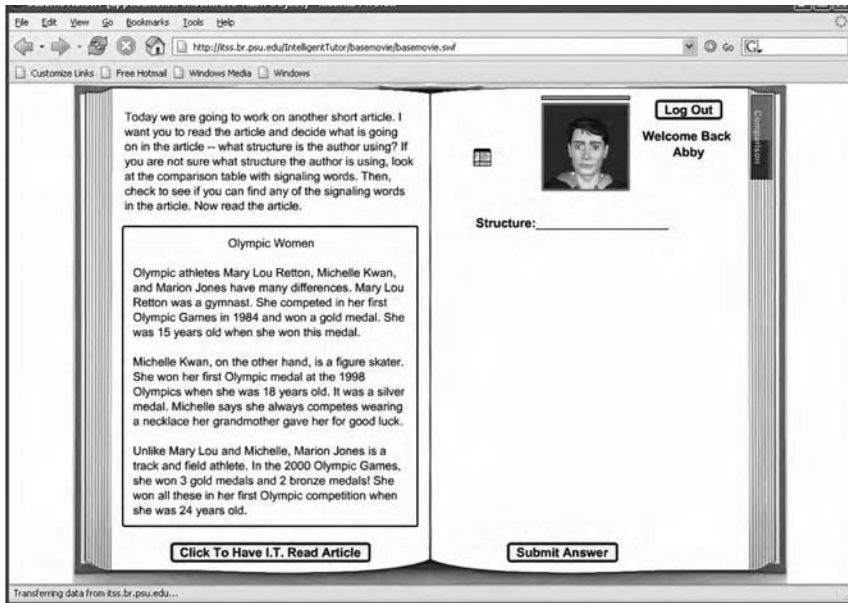 File Edit View Go Bookmarks Tools Help
http://itss.br.psu.edu/IntelligentTutor/basemovie/basemovie.swf
Go
G
Customize Links Free Hotmail Windows Media Windows
Today we are going to work on another short article. I
want you to read the article and decide what is going
on in the article -- what structure is the author using? If
you are not sure what structure the author is using, look
at the comparison table with signaling words. Then,
check to see if you can find any of the signaling words
in the article. Now read the article.
Olympic Women
Olympic athletes Mary Lou Retton, Michelle Kwan,
and Marion Jones have many differences. Mary Lou
Retton was a gymnast. She competed in her first
Olympic Games in 1984 and won a gold medal. She
was 15 years old when she won this medal.
Michelle Kwan, on the other hand, is a figure skater.
She won her first Olympic medal at the 1998
Olympics when she was 18 years old. It was a silver
medal. Michelle says she always competes wearing
a necklace her grandmother gave her for good luck.
Unlike Mary Lou and Michelle, Marion Jones is a
track and field athlete. In the 2000 Olympic Games,
she won 3 gold medals and 2 bronze medals! She
won all these in her first Olympic competition when
she was 24 years old.
Click To Have I.T. Read Article
Log Out
Welcome Back
Abby
Comparison
Structure:____________________
Submit Answer
Transferring data from itss.br.psu.edu...